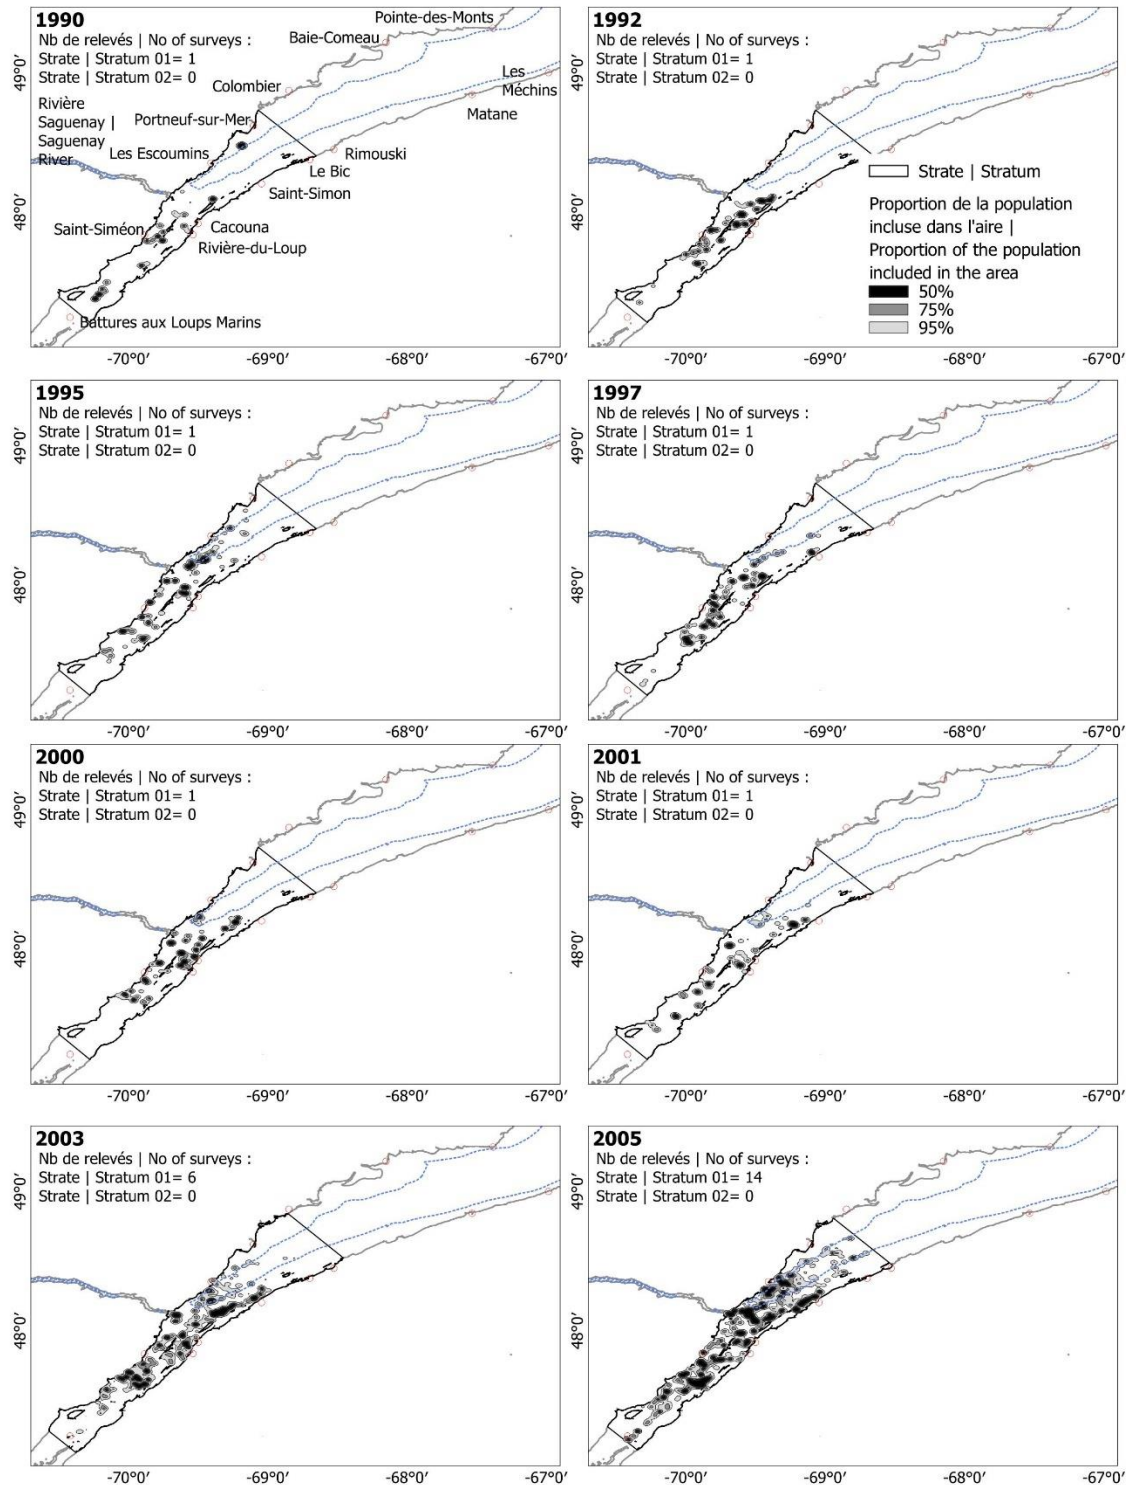 1990
Nb de relevés | No of surveys :
Strate | Stratum 01= 1
Strate | Stratum 02= 0
Pointe-des-Monts
Baie-Comeau
Colombier
Les
Méchins
Matane
Rivière
Saguenay |
Saguenay
River
Portneuf-sur-Mer
Les Escoumins
Rimouski
Le Bic
Saint-Simon
Saint-Siméon
Cacouna
Rivière-du-Loup
Battures aux Loups Marins
49°0'
48°0'
-70°0'
-69°0'
-68°0'
-67°0'
1992
Nb de relevés | No of surveys :
Strate | Stratum 01= 1
Strate | Stratum 02= 0
Strate | Stratum
Proportion de la population
incluse dans l'aire |
Proportion of the population
included in the area
50%
75%
95%
49°0'
48°0'
-70°0'
-69°0'
-68°0'
-67°0'
1995
Nb de relevés | No of surveys :
Strate | Stratum 01= 1
Strate | Stratum 02= 0
49°0'
48°0'
-70°0'
-69°0'
-68°0'
-67°0'
1997
Nb de relevés | No of surveys :
Strate | Stratum 01= 1
Strate | Stratum 02= 0
49°0'
48°0'
-70°0'
-69°0'
-68°0'
-67°0'
2000
Nb de relevés | No of surveys :
Strate | Stratum 01= 1
Strate | Stratum 02= 0
49°0'
48°0'
-70°0'
-69°0'
-68°0'
-67°0'
2001
Nb de relevés | No of surveys :
Strate | Stratum 01= 1
Strate | Stratum 02= 0
49°0'
48°0'
-70°0'
-69°0'
-68°0'
-67°0'
2003
Nb de relevés | No of surveys :
Strate | Stratum 01= 6
Strate | Stratum 02= 0
49°0'
48°0'
-70°0'
-69°0'
-68°0'
-67°0'
2005
Nb de relevés | No of surveys :
Strate | Stratum 01= 14
Strate | Stratum 02= 0
49°0'
48°0'
-70°0'
-69°0'
-68°0'
-67°0'